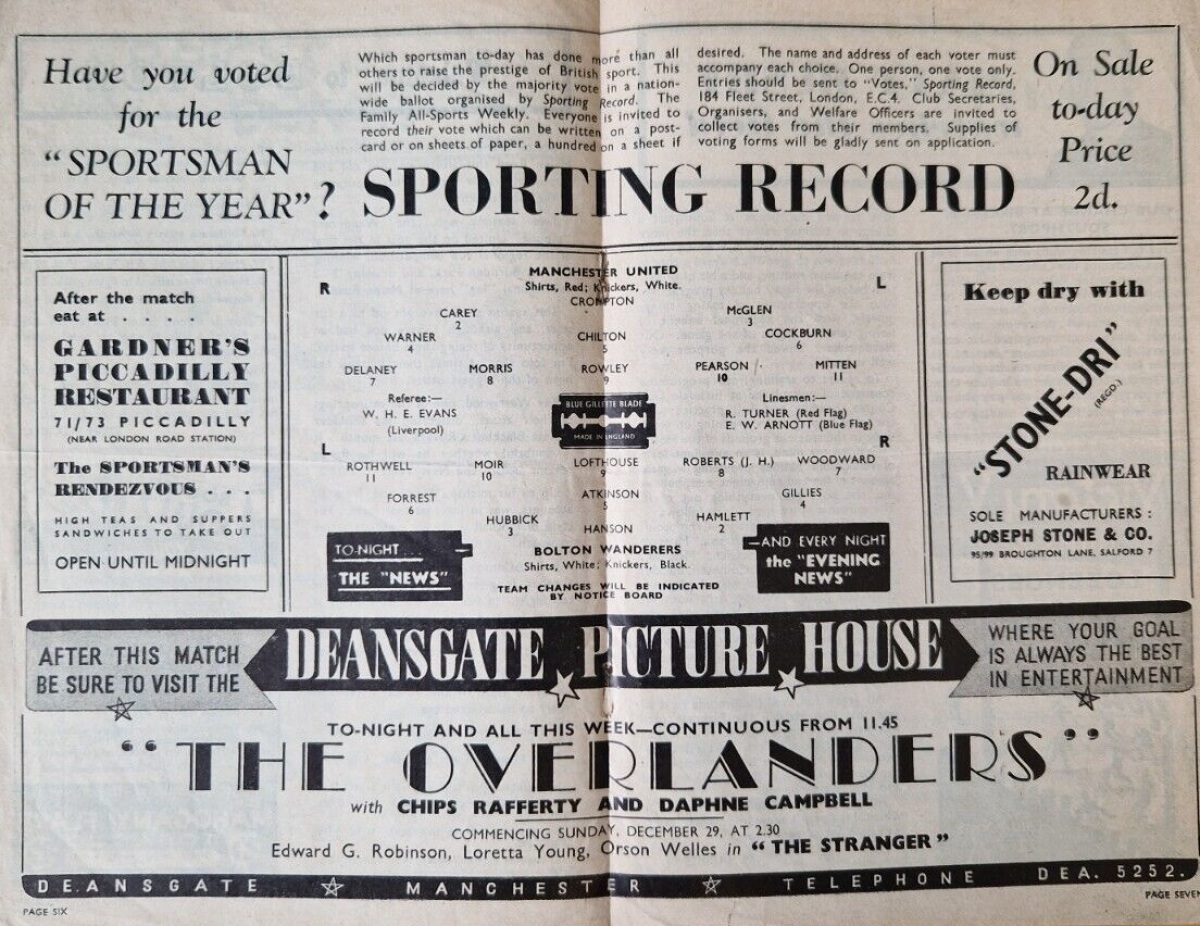 Have you voted
for the
"SPORTSMAN
OF THE YEAR"?
Which sportsman to-day has done more than all
others to raise the prestige of British sport. This
will be decided by the majority vote in a nation-
wide ballot organised by Sporting Record. The
Family All-Sports Weekly. Everyone is invited to
record their vote which can be written on a post-
card or on sheets of paper, a hundred on a sheet if
desired. The name and address of each voter must
accompany each choice. One person, one vote only.
Entries should be sent to "Votes," Sporting Record,
184 Fleet Street, London, E.C.4. Club Secretaries,
Organisers, and Welfare Officers are invited to
collect votes from their members. Supplies of
voting forms will be gladly sent on application.
SPORTING RECORD
On Sale
to-day
Price
2d.
After the match
eat at . . . .
GARDNER'S
PICCADILLY
RESTAURANT
71/73 PICCADILLY
(NEAR LONDON ROAD STATION)
The SPORTSMAN'S
RENDEZVOUS . . .
HIGH TEAS AND SUPPERS
SANDWICHES TO TAKE OUT
OPEN UNTIL MIDNIGHT
MANCHESTER UNITED
Shirts, Red; Knickers, White.
R L
CROMPTON
CAREY McGLEN
2 3
WARNER CHILTON COCKBURN
4 5 6
DELANEY MORRIS ROWLEY PEARSON MITTEN
7 8 9 10 11
Referee:—
W. H. E. EVANS
(Liverpool)
BLUE GILLETTE BLADE
MADE IN ENGLAND
Linesmen:—
R. TURNER (Red Flag)
E. W. ARNOTT (Blue Flag)
L R
ROTHWELL MOIR LOFTHOUSE ROBERTS (J. H.) WOODWARD
11 10 9 8 7
FORREST ATKINSON GILLIES
6 5 4
HUBBICK HANSON HAMLETT
3 2
BOLTON WANDERERS
Shirts, White; Knickers, Black.
TEAM CHANGES WILL BE INDICATED
BY NOTICE BOARD
TO-NIGHT...
THE "NEWS"
—AND EVERY NIGHT
the "EVENING
NEWS"
Keep dry with
"STONE-DRI"
(REGD.)
RAINWEAR
SOLE MANUFACTURERS:
JOSEPH STONE & CO.
95/99 BROUGHTON LANE, SALFORD 7
AFTER THIS MATCH
BE SURE TO VISIT THE
DEANSGATE PICTURE HOUSE
WHERE YOUR GOAL
IS ALWAYS THE BEST
IN ENTERTAINMENT
TO-NIGHT AND ALL THIS WEEK—CONTINUOUS FROM 11.45
"THE OVERLANDERS"
with CHIPS RAFFERTY AND DAPHNE CAMPBELL
COMMENCING SUNDAY, DECEMBER 29, AT 2.30
Edward G. Robinson, Loretta Young, Orson Welles in "THE STRANGER"
DEANSGATE MANCHESTER TELEPHONE DEA. 5252.
PAGE SIX
PAGE SEVEN